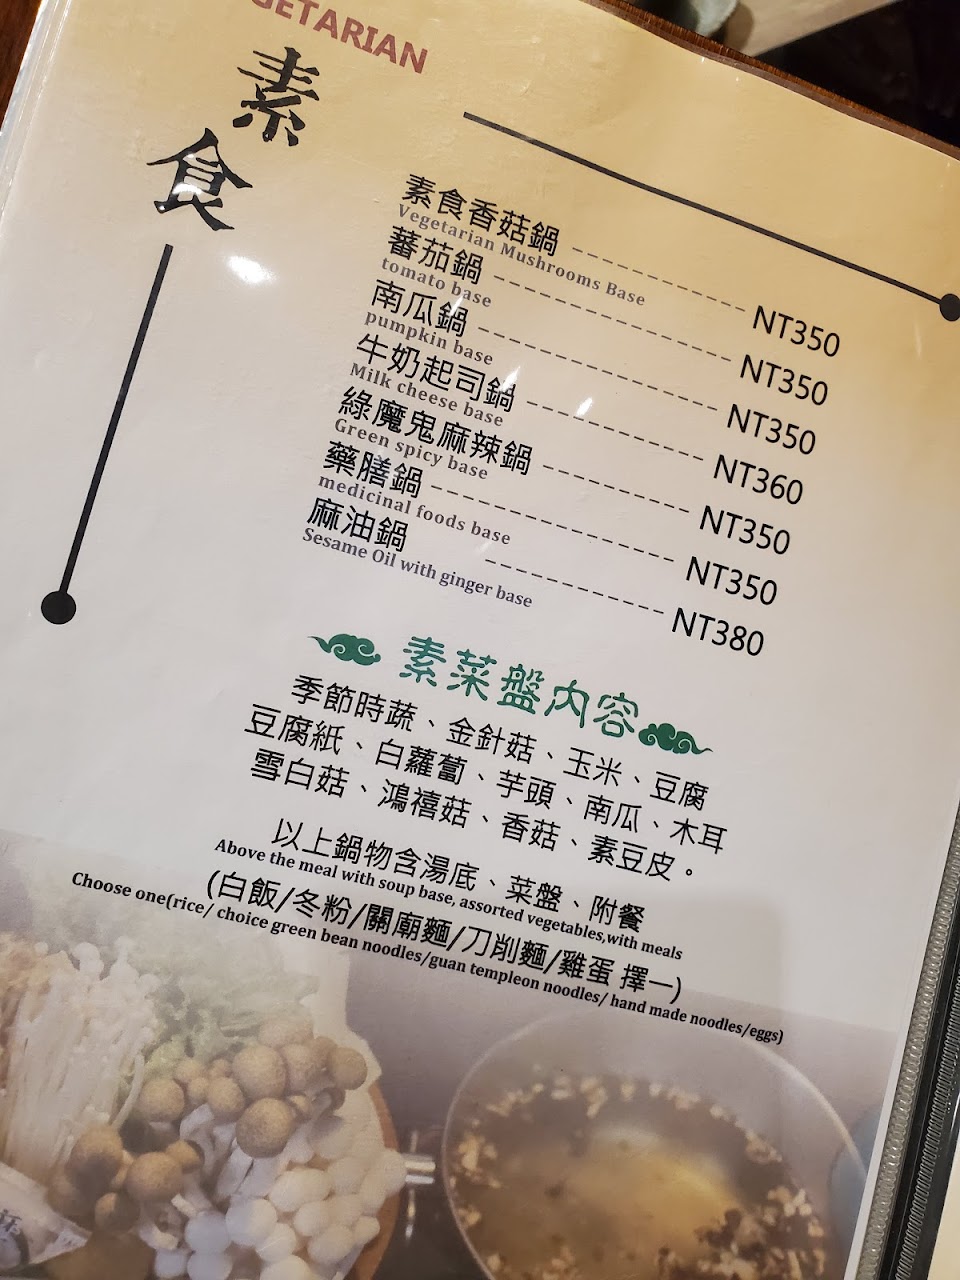 GETARIAN
素食
素食香菇鍋 NT350
Vegetarian Mushrooms Base
蕃茄鍋 NT350
tomato base
南瓜鍋 NT350
pumpkin base
牛奶起司鍋 NT360
Milk cheese base
綠魔鬼麻辣鍋 NT350
Green spicy base
藥膳鍋 NT350
medicinal foods base
麻油鍋 NT380
Sesame Oil with ginger base
素菜盤內容
季節時蔬、金針菇、玉米、豆腐
豆腐紙、白蘿蔔、芋頭、南瓜、木耳
雪白菇、鴻禧菇、香菇、素豆皮。
以上鍋物含湯底、菜盤、附餐
Above the meal with soup base, assorted vegetables,with meals
(白飯/冬粉/關廟麵/刀削麵/雞蛋 擇一)
Choose one(rice/ choice green bean noodles/guan templeon noodles/ hand made noodles/eggs)